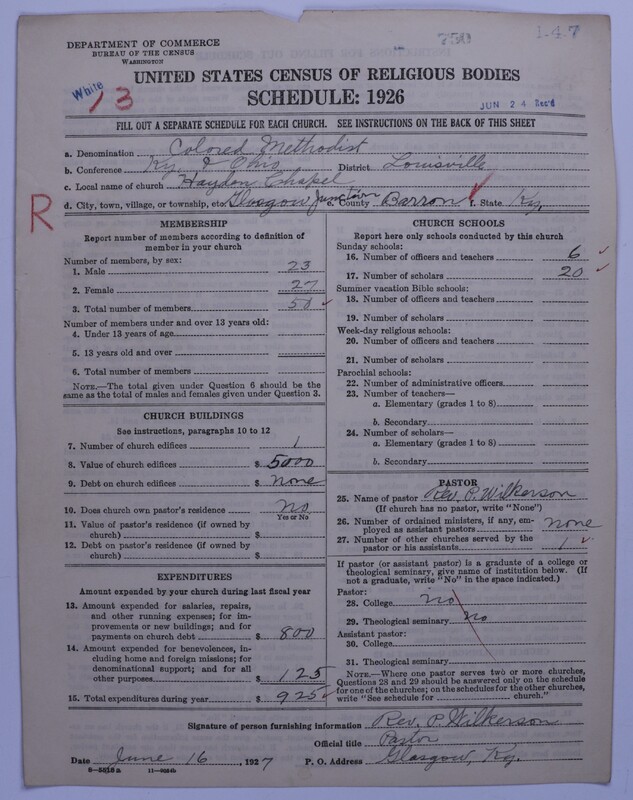 750
1.4.7
DEPARTMENT OF COMMERCE
BUREAU OF THE CENSUS
WASHINGTON
White
13
UNITED STATES CENSUS OF RELIGIOUS BODIES
SCHEDULE: 1926
JUN 24 Rec'd
FILL OUT A SEPARATE SCHEDULE FOR EACH CHURCH. SEE INSTRUCTIONS ON THE BACK OF THIS SHEET
a. Denomination Colored Methodist
b. Conference Ky. & Ohio District Louisville
c. Local name of church Haydon Chapel
d. City, town, village, or township, etc. Glasgow Junction e. County Barron f. State Ky.
R
MEMBERSHIP
Report number of members according to definition of
member in your church
Number of members, by sex:
1. Male 23
2. Female 27
3. Total number of members 50
Number of members under and over 13 years old:
4. Under 13 years of age
5. 13 years old and over
6. Total number of members
NOTE.—The total given under Question 6 should be
same as the total of males and females given under Question 3.
CHURCH BUILDINGS
See instructions, paragraphs 10 to 12
7. Number of church edifices 1
8. Value of church edifices $ 5000
9. Debt on church edifices $ none
10. Does church own pastor's residence no
Yes or No
11. Value of pastor's residence (if owned by
church) $
12. Debt on pastor's residence (if owned by
church) $
EXPENDITURES
Amount expended by your church during last fiscal year
13. Amount expended for salaries, repairs,
and other running expenses; for im-
provements or new buildings; and for
payments on church debt $ 800
14. Amount expended for benevolences, in-
cluding home and foreign missions; for
denominational support; and for all
other purposes $ 125
15. Total expenditures during year $ 925
CHURCH SCHOOLS
Report here only schools conducted by this church
Sunday schools:
16. Number of officers and teachers 6
17. Number of scholars 20
Summer vacation Bible schools:
18. Number of officers and teachers
19. Number of scholars
Week-day religious schools:
20. Number of officers and teachers
21. Number of scholars
Parochial schools:
22. Number of administrative officers
23. Number of teachers—
a. Elementary (grades 1 to 8)
b. Secondary
24. Number of scholars—
a. Elementary (grades 1 to 8)
b. Secondary
PASTOR
25. Name of pastor Rev. P. Wilkerson
(If church has no pastor, write "None")
26. Number of ordained ministers, if any, em-
ployed as assistant pastors none
27. Number of other churches served by the
pastor or his assistants 1
If pastor (or assistant pastor) is a graduate of a college or
theological seminary, give name of institution below. (If
not a graduate, write "No" in the space indicated.)
Pastor:
28. College no
29. Theological seminary no
Assistant pastor:
30. College
31. Theological seminary
NOTE.—Where one pastor serves two or more churches,
Questions 28 and 29 should be answered only on the schedule
for one of the churches; on the schedules for the other churches,
write "See schedule for church."
Signature of person furnishing information Rev. P. Wilkerson
Official title Pastor
Date June 16, 1927 P. O. Address Glasgow, Ky.